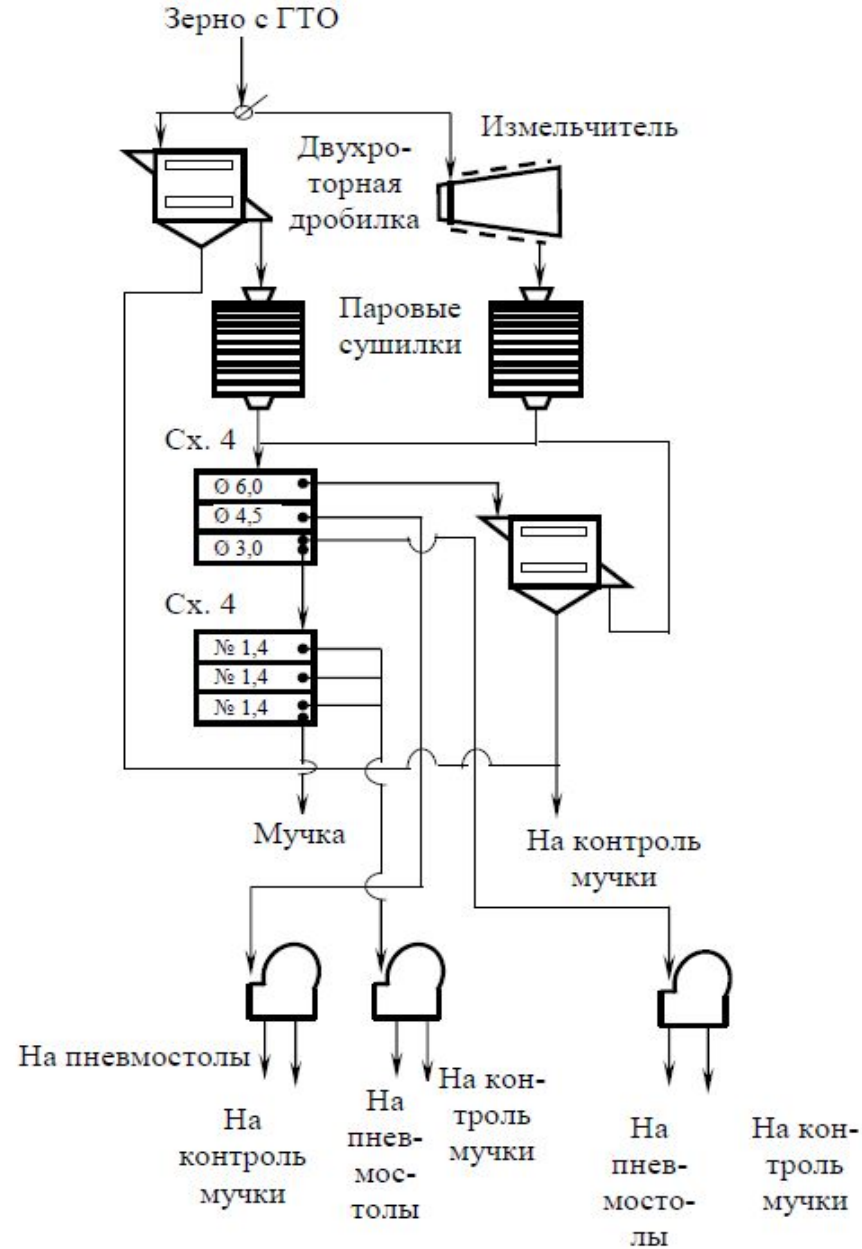 Зерно с ГТО
Измельчитель
Двухро-
торная
дробилка
Паровые
сушилки
Сх. 4
Ø 6,0
Ø 4,5
Ø 3,0
Сх. 4
№ 1,4
№ 1,4
№ 1,4
Мучка
На контроль
мучки
На пневмостолы
На
контроль
мучки
На
пнев-
мос-
толы
На кон-
троль
мучки
На
пнев-
мосто-
лы
На кон-
троль
мучки